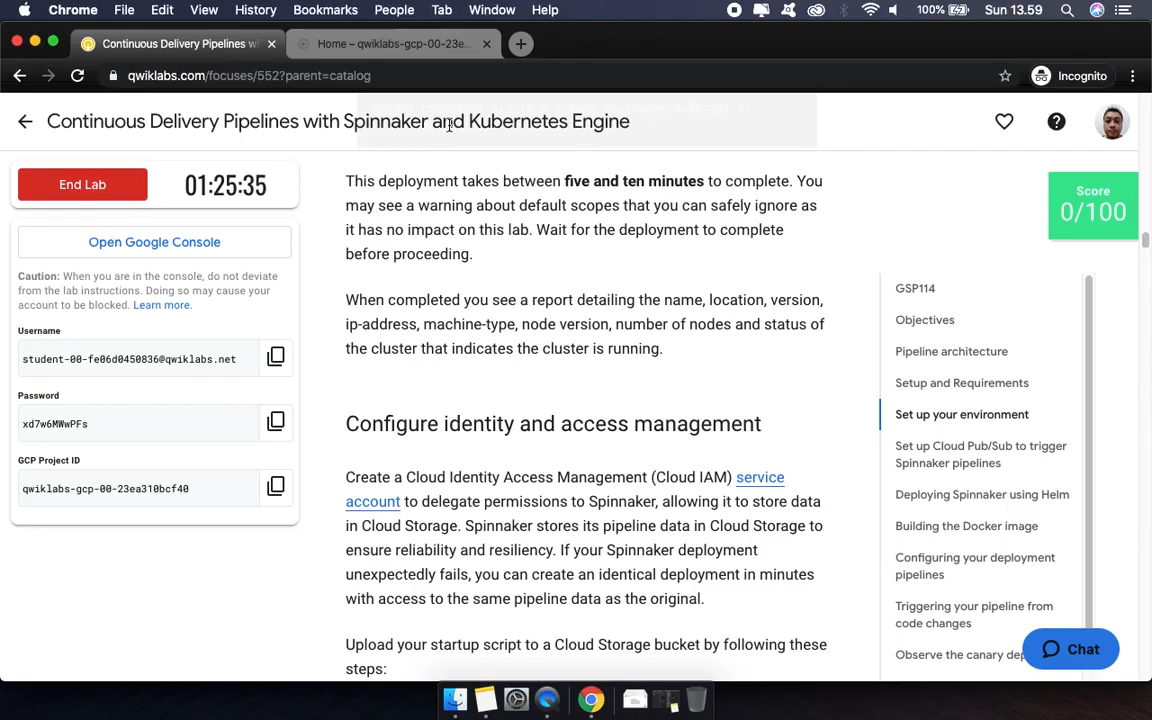 Chrome File Edit View History Bookmarks People Tab Window Help 100% Sun 13.59
Continuous Delivery Pipelines wi
Home – qwiklabs-gcp-00-23e...
qwiklabs.com/focuses/552?parent=catalog
Incognito
Continuous Delivery Pipelines with Spinnaker and Kubernetes Engine
End Lab
01:25:35
Open Google Console
Caution: When you are in the console, do not deviate
from the lab instructions. Doing so may cause your
account to be blocked. Learn more.
Username
student-00-fe06d0450836@qwiklabs.net
Password
xd7w6MWwPFs
GCP Project ID
qwiklabs-gcp-00-23ea310bcf40
This deployment takes between five and ten minutes to complete. You
may see a warning about default scopes that you can safely ignore as
it has no impact on this lab. Wait for the deployment to complete
before proceeding.
When completed you see a report detailing the name, location, version,
ip-address, machine-type, node version, number of nodes and status of
the cluster that indicates the cluster is running.
Configure identity and access management
Create a Cloud Identity Access Management (Cloud IAM) service
account to delegate permissions to Spinnaker, allowing it to store data
in Cloud Storage. Spinnaker stores its pipeline data in Cloud Storage to
ensure reliability and resiliency. If your Spinnaker deployment
unexpectedly fails, you can create an identical deployment in minutes
with access to the same pipeline data as the original.
Upload your startup script to a Cloud Storage bucket by following these
steps:
Score
0/100
GSP114
Objectives
Pipeline architecture
Setup and Requirements
Set up your environment
Set up Cloud Pub/Sub to trigger
Spinnaker pipelines
Deploying Spinnaker using Helm
Building the Docker image
Configuring your deployment
pipelines
Triggering your pipeline from
code changes
Observe the canary de
Chat